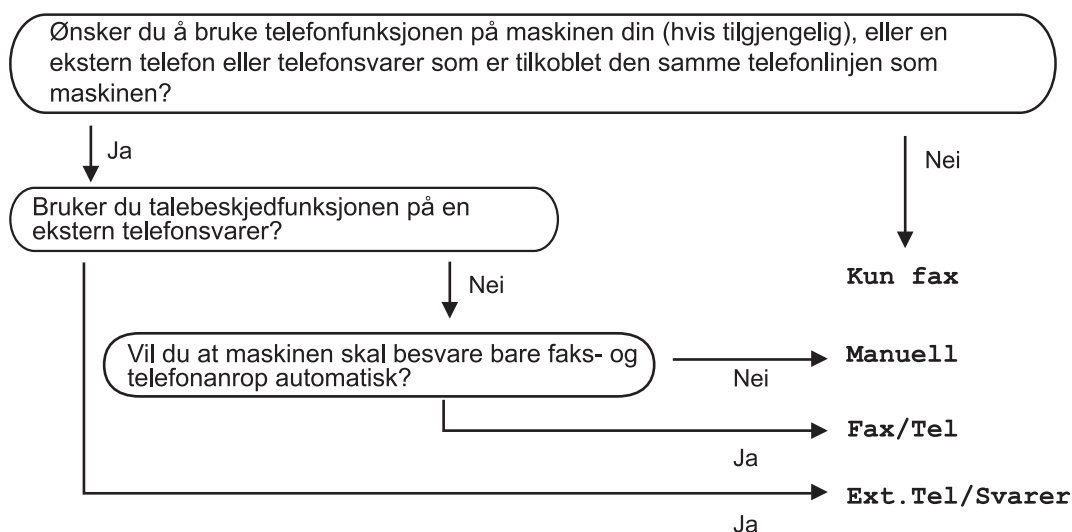 Ønsker du å bruke telefonfunksjonen på maskinen din (hvis tilgjengelig), eller en
ekstern telefon eller telefonsvarer som er tilkoblet den samme telefonlinjen som
maskinen?
Ja
Nei
Bruker du talebeskjedfunksjonen på en
ekstern telefonsvarer?
Kun fax
Nei
Vil du at maskinen skal besvare bare faks- og
telefonanrop automatisk?
Nei
Manuell
Ja
Fax/Tel
Ja
Ext.Tel/Svarer